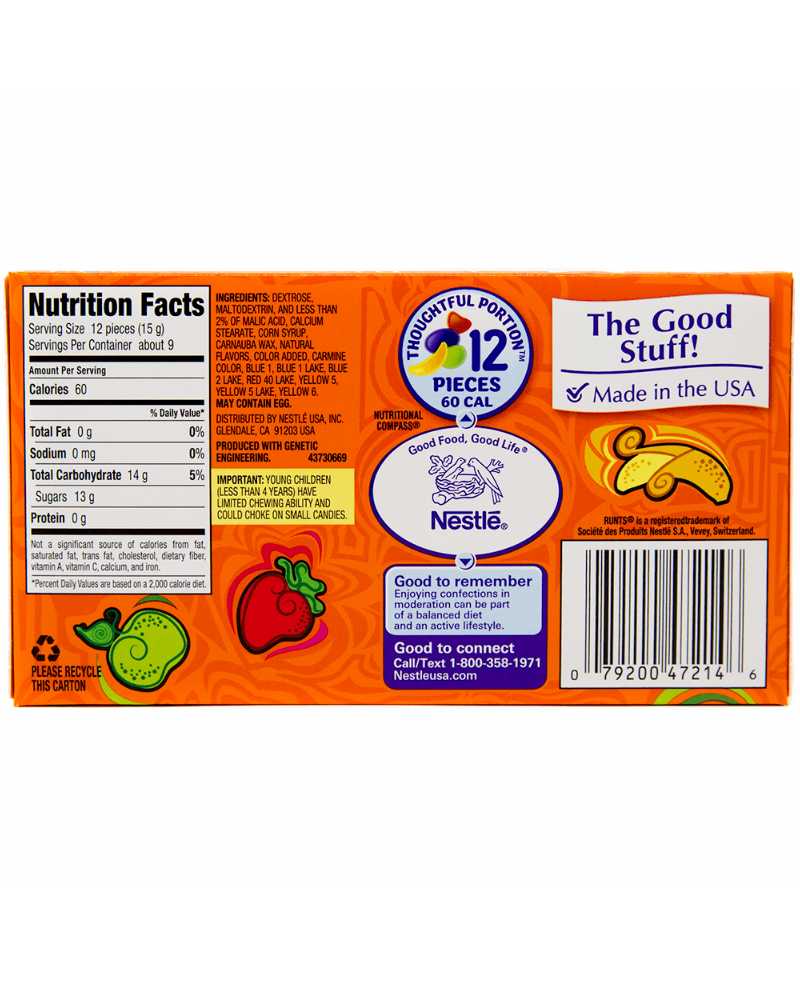 Nutrition Facts
Serving Size 12 pieces (15 g)
Servings Per Container about 9
Amount Per Serving
Calories 60
% Daily Value*
Total Fat 0 g 0%
Sodium 0 mg 0%
Total Carbohydrate 14 g 5%
Sugars 13 g
Protein 0 g
Not a significant source of calories from fat,
saturated fat, trans fat, cholesterol, dietary fiber,
vitamin A, vitamin C, calcium, and iron.
*Percent Daily Values are based on a 2,000 calorie diet.
PLEASE RECYCLE
THIS CARTON
INGREDIENTS: DEXTROSE,
MALTODEXTRIN, AND LESS THAN
2% OF MALIC ACID, CALCIUM
STEARATE, CORN SYRUP,
CARNAUBA WAX, NATURAL
FLAVORS, COLOR ADDED, CARMINE
COLOR, BLUE 1, BLUE 1 LAKE, BLUE
2 LAKE, RED 40 LAKE, YELLOW 5,
YELLOW 5 LAKE, YELLOW 6.
MAY CONTAIN EGG.
DISTRIBUTED BY NESTLÉ USA, INC.
GLENDALE, CA 91203 USA
PRODUCED WITH GENETIC
ENGINEERING. 43730669
IMPORTANT: YOUNG CHILDREN
(LESS THAN 4 YEARS) HAVE
LIMITED CHEWING ABILITY AND
COULD CHOKE ON SMALL CANDIES.
THOUGHTFUL PORTION™
12
PIECES
60 CAL
NUTRITIONAL
COMPASS®
Good Food, Good Life®
Nestlé®
Good to remember
Enjoying confections in
moderation can be part
of a balanced diet
and an active lifestyle.
Good to connect
Call/Text 1-800-358-1971
Nestleusa.com
The Good
Stuff!
Made in the USA
RUNTS® is a registeredtrademark of
Société des Produits Nestlé S.A., Vevey, Switzerland.
0 79200 47214 6